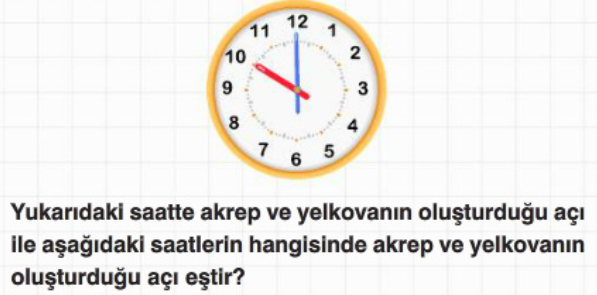 12
11 1
10 2
9 3
8 4
7 5
6
Yukarıdaki saatte akrep ve yelkovanın oluşturduğu açı
ile aşağıdaki saatlerin hangisinde akrep ve yelkovanın
oluşturduğu açı eştir?